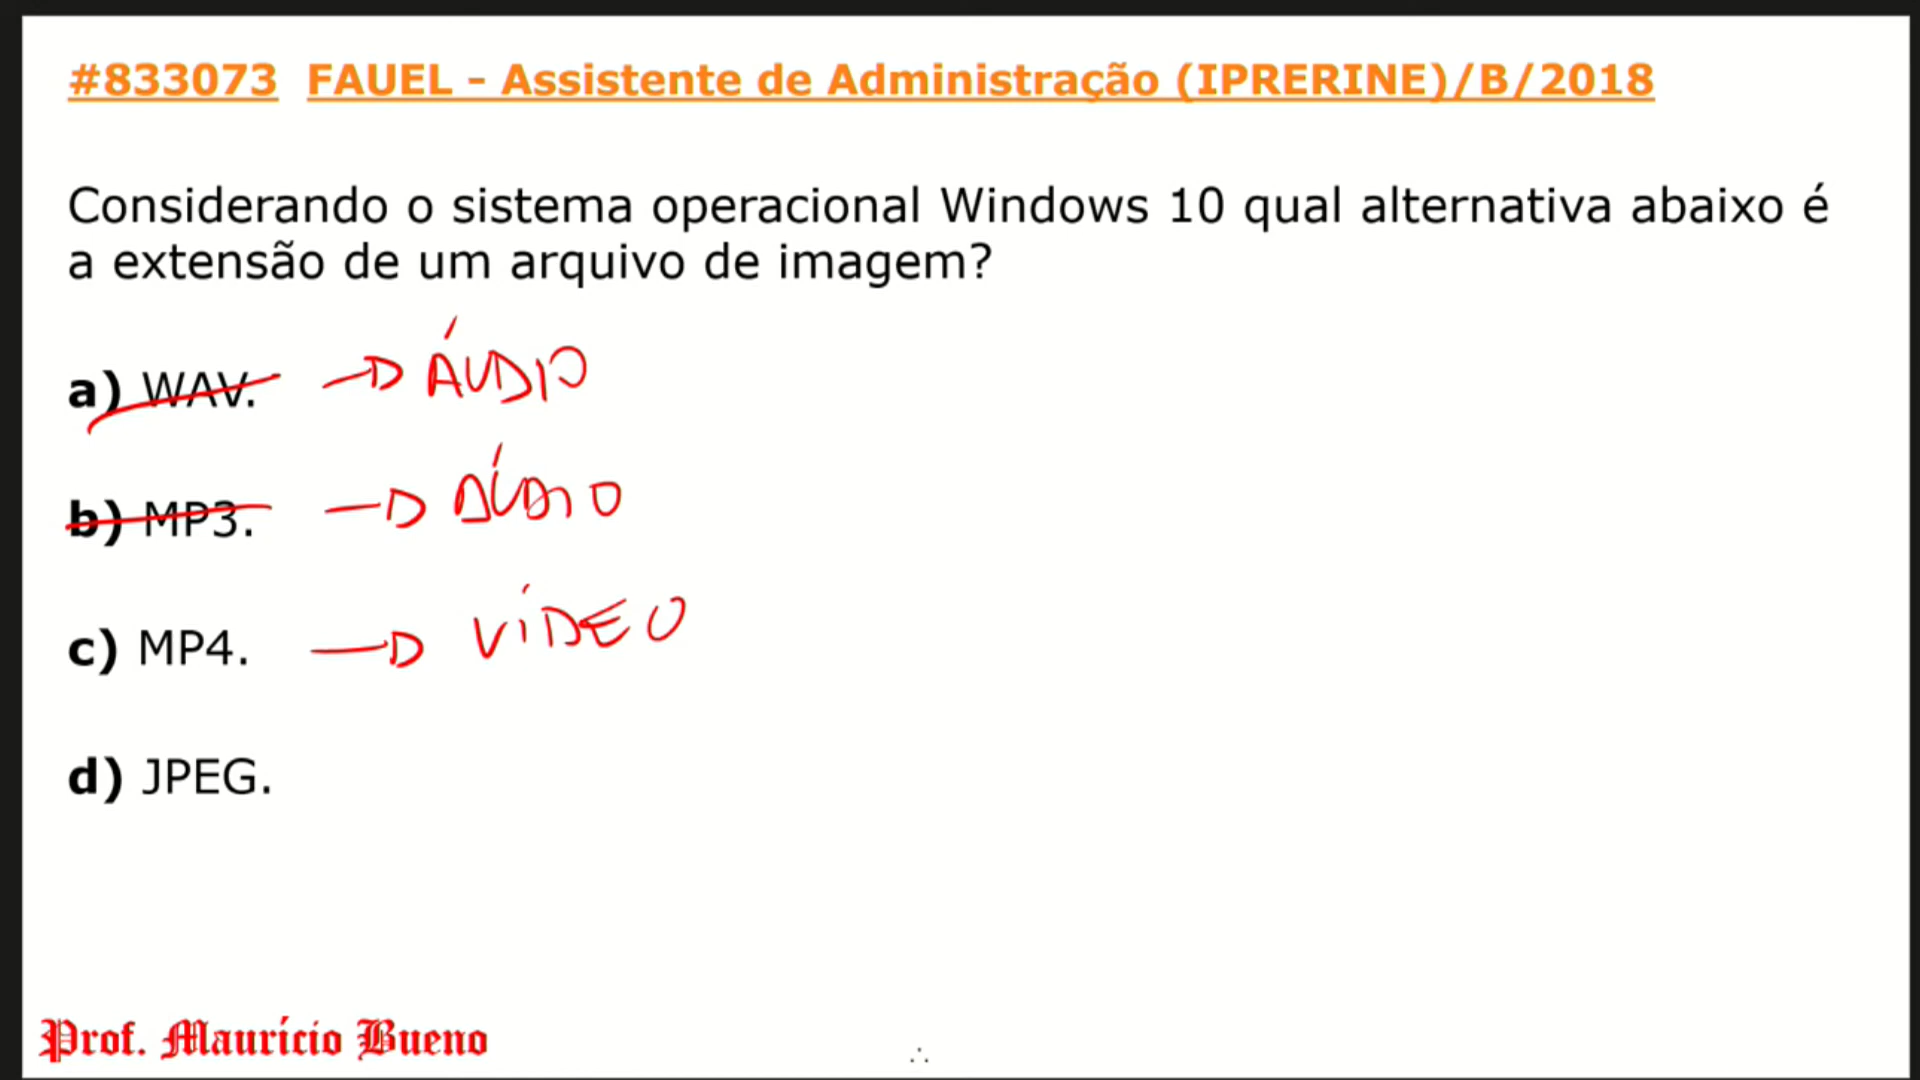 #833073 FAUEL - Assistente de Administração (IPRERINE)/B/2018
Considerando o sistema operacional Windows 10 qual alternativa abaixo é
a extensão de um arquivo de imagem?
a) WAV. → ÁUDIO
b) MP3. → ÁUDIO
c) MP4. → VÍDEO
d) JPEG.
Prof. Maurício Bueno